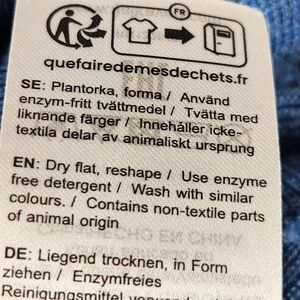 FR
quefairedemesdechets.fr
SE: Plantorka, forma / Använd
enzym-fritt tvättmedel / Tvätta med
liknande färger / Innehåller icke-
textila delar av animaliskt ursprung
EN: Dry flat, reshape / Use enzyme
free detergent / Wash with similar
colours. / Contains non-textile parts
of animal origin
DE: Liegend trocknen, in Form
ziehen / Enzymfreies
Reinigungsmittel